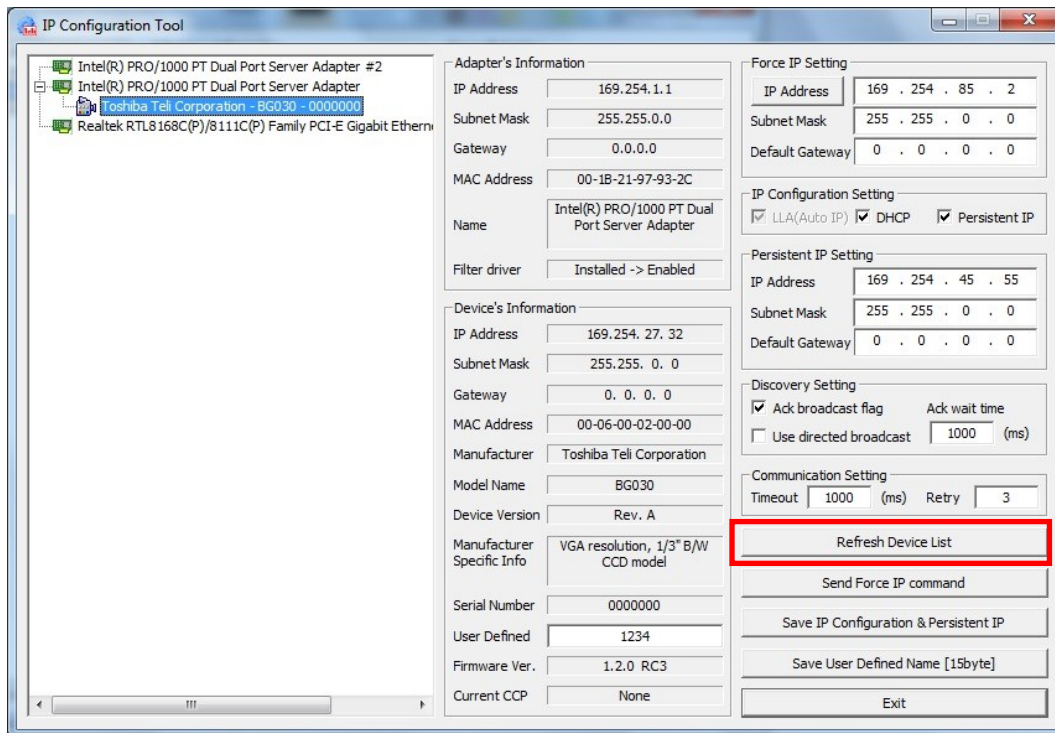 IP Configuration Tool
Intel(R) PRO/1000 PT Dual Port Server Adapter #2
Intel(R) PRO/1000 PT Dual Port Server Adapter
Toshiba Teli Corporation - BG030 - 0000000
Realtek RTL8168C(P)/8111C(P) Family PCI-E Gigabit Ethern
Adapter's Information
IP Address 169.254.1.1
Subnet Mask 255.255.0.0
Gateway 0.0.0.0
MAC Address 00-1B-21-97-93-2C
Name Intel(R) PRO/1000 PT Dual
Port Server Adapter
Filter driver Installed -> Enabled
Device's Information
IP Address 169.254. 27. 32
Subnet Mask 255.255. 0. 0
Gateway 0. 0. 0. 0
MAC Address 00-06-00-02-00-00
Manufacturer Toshiba Teli Corporation
Model Name BG030
Device Version Rev. A
Manufacturer Specific Info VGA resolution, 1/3" B/W
CCD model
Serial Number 0000000
User Defined 1234
Firmware Ver. 1.2.0 RC3
Current CCP None
Force IP Setting
IP Address 169 . 254 . 85 . 2
Subnet Mask 255 . 255 . 0 . 0
Default Gateway 0 . 0 . 0 . 0
IP Configuration Setting
LLA(Auto IP) DHCP Persistent IP
Persistent IP Setting
IP Address 169 . 254 . 45 . 55
Subnet Mask 255 . 255 . 0 . 0
Default Gateway 0 . 0 . 0 . 0
Discovery Setting
Ack broadcast flag Ack wait time
Use directed broadcast 1000 (ms)
Communication Setting
Timeout 1000 (ms) Retry 3
Refresh Device List
Send Force IP command
Save IP Configuration & Persistent IP
Save User Defined Name [15byte]
Exit